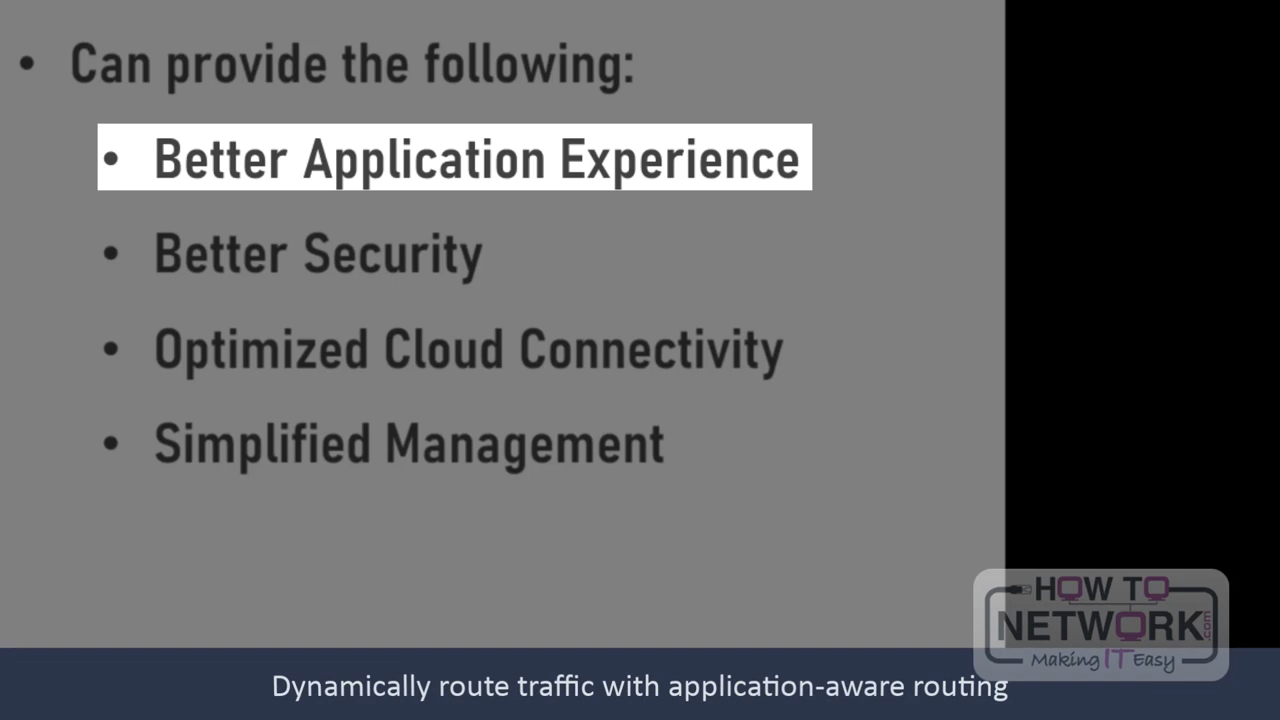 • Can provide the following:
• Better Application Experience
• Better Security
• Optimized Cloud Connectivity
• Simplified Management
HOW TO
NETWORK.com
Making IT Easy
Dynamically route traffic with application-aware routing